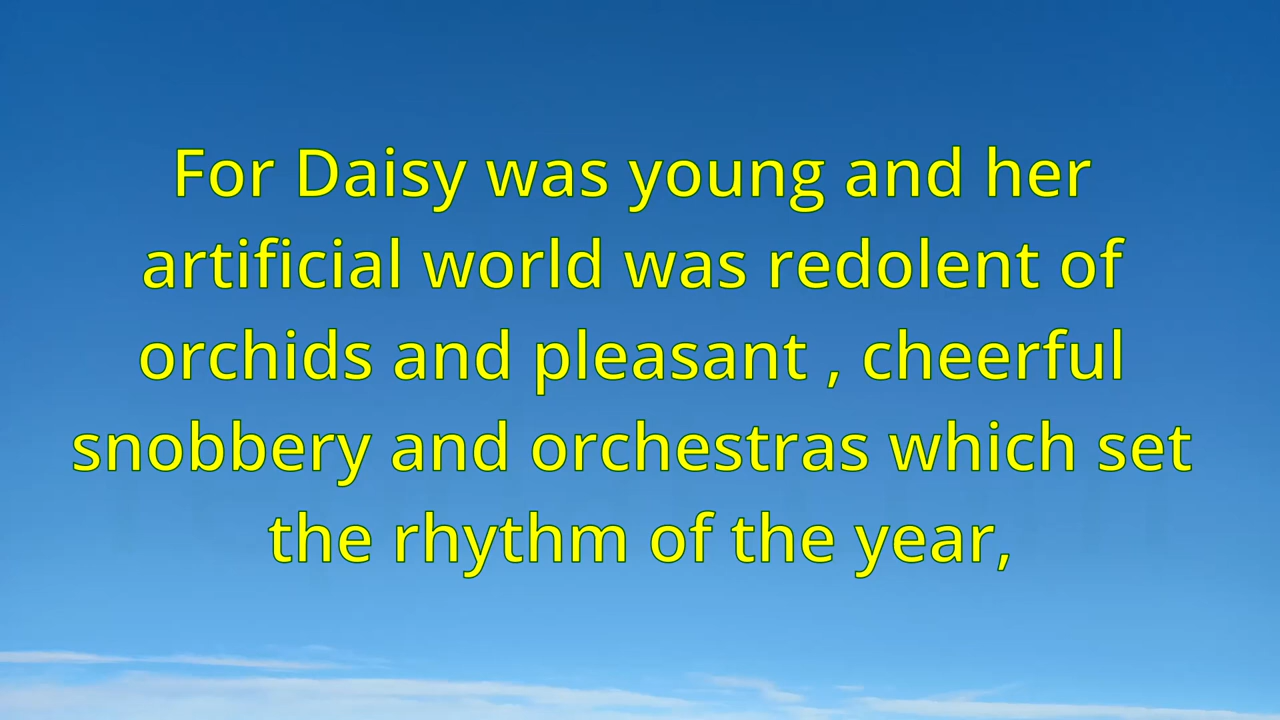 For Daisy was young and her
artificial world was redolent of
orchids and pleasant , cheerful
snobbery and orchestras which set
the rhythm of the year,